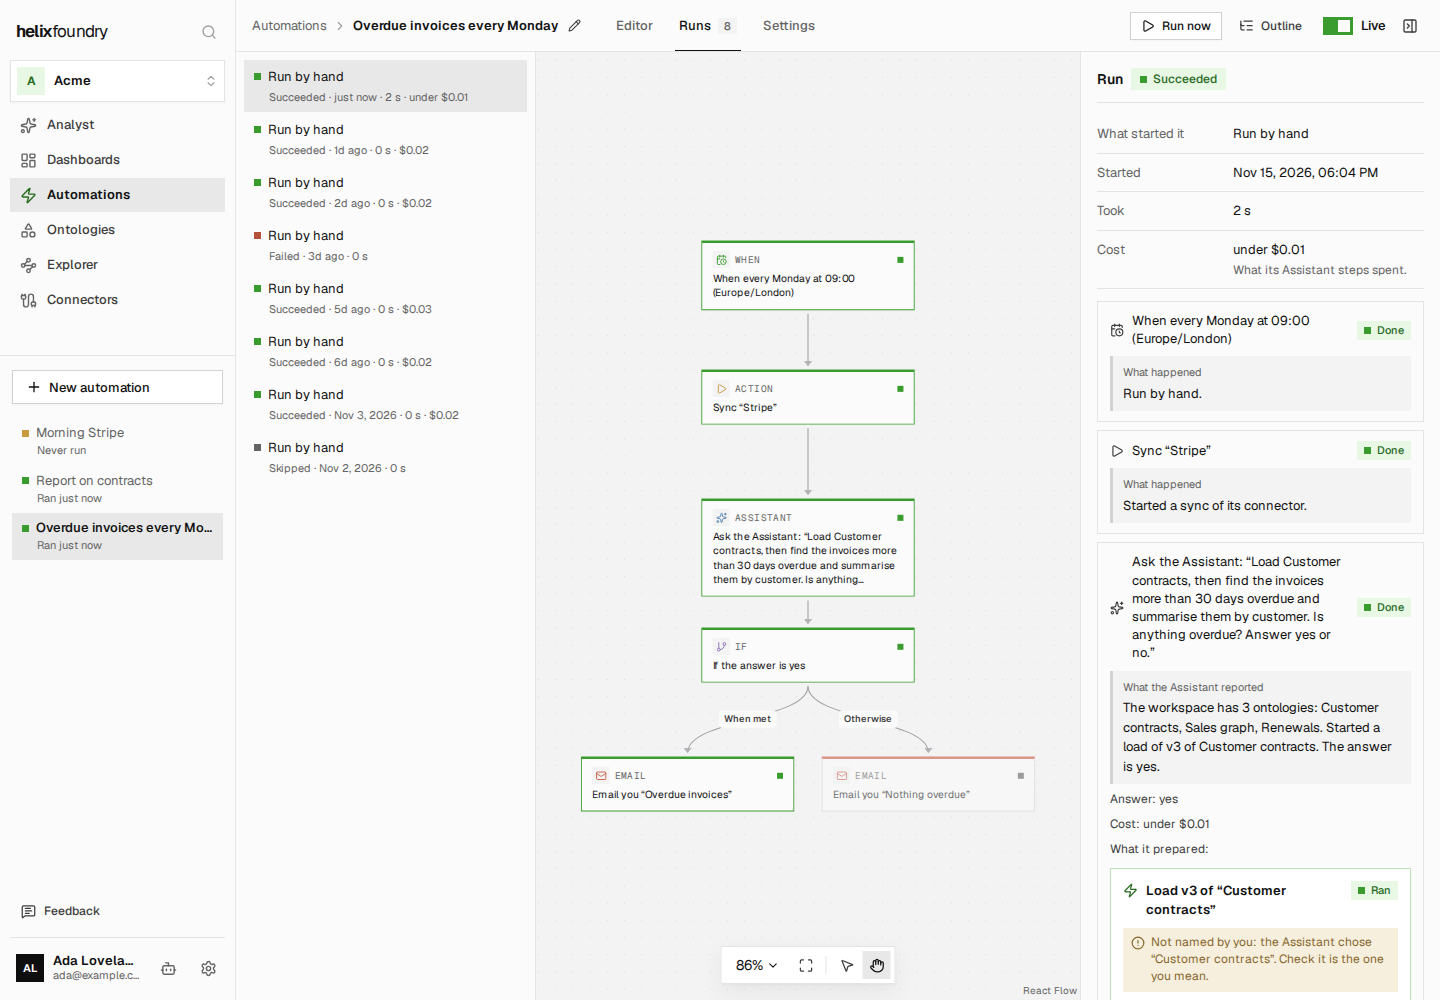 helixfoundry
A
Acme
Analyst
Dashboards
Automations
Ontologies
Explorer
Connectors
New automation
Morning Stripe
Never run
Report on contracts
Ran just now
Overdue invoices every Mo...
Ran just now
Feedback
AL
Ada Lovela...
ada@example.c...
Automations
Overdue invoices every Monday
Editor
Runs 8
Settings
Run now
Outline
Live
Run by hand
Succeeded · just now · 2 s · under $0.01
Run by hand
Succeeded · 1d ago · 0 s · $0.02
Run by hand
Succeeded · 2d ago · 0 s · $0.02
Run by hand
Failed · 3d ago · 0 s
Run by hand
Succeeded · 5d ago · 0 s · $0.03
Run by hand
Succeeded · 6d ago · 0 s · $0.02
Run by hand
Succeeded · Nov 3, 2026 · 0 s · $0.02
Run by hand
Skipped · Nov 2, 2026 · 0 s
WHEN
When every Monday at 09:00
(Europe/London)
ACTION
Sync “Stripe”
ASSISTANT
Ask the Assistant: “Load Customer
contracts, then find the invoices more
than 30 days overdue and summarise
them by customer. Is anything...
IF
If the answer is yes
When met
Otherwise
EMAIL
Email you “Overdue invoices”
EMAIL
Email you “Nothing overdue”
86%
React Flow
Run
Succeeded
What started it
Run by hand
Started
Nov 15, 2026, 06:04 PM
Took
2 s
Cost
under $0.01
What its Assistant steps spent.
When every Monday at 09:00
(Europe/London)
Done
What happened
Run by hand.
Sync “Stripe”
Done
What happened
Started a sync of its connector.
Ask the Assistant: “Load Customer
contracts, then find the invoices
more than 30 days overdue and
summarise them by customer. Is
anything overdue? Answer yes or
no.”
Done
What the Assistant reported
The workspace has 3 ontologies: Customer
contracts, Sales graph, Renewals. Started a
load of v3 of Customer contracts. The answer
is yes.
Answer: yes
Cost: under $0.01
What it prepared:
Load v3 of “Customer
contracts”
Ran
Not named by you: the Assistant chose
“Customer contracts”. Check it is the one
you mean.